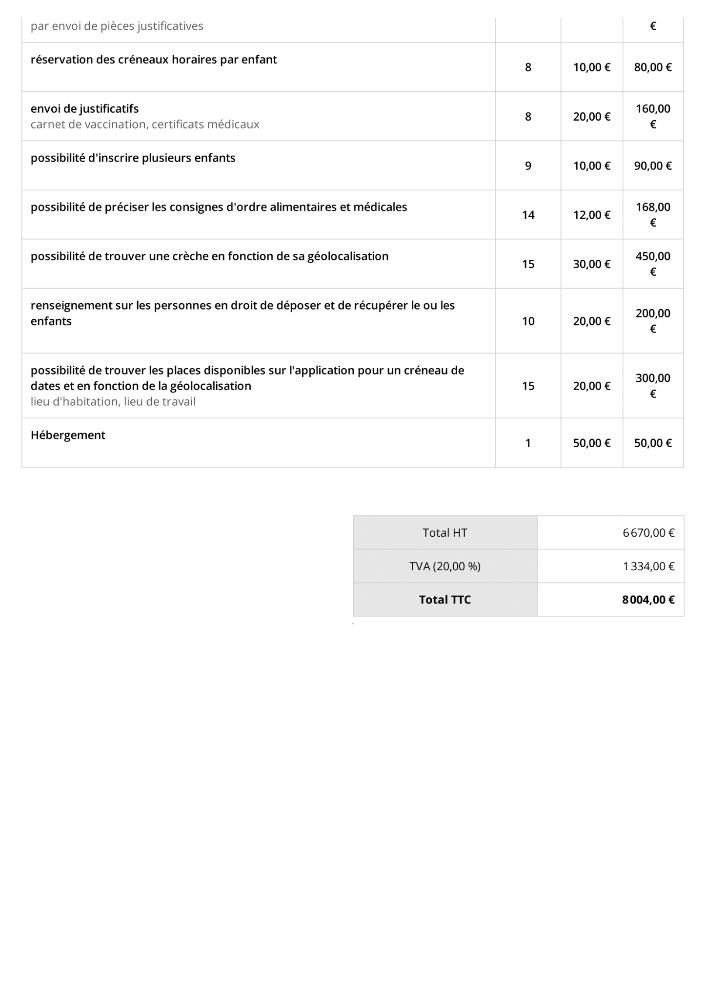 par envoi de pièces justificatives €
réservation des créneaux horaires par enfant
8 10,00 € 80,00 €
envoi de justificatifs
carnet de vaccination, certificats médicaux
8 20,00 € 160,00
€
possibilité d'inscrire plusieurs enfants
9 10,00 € 90,00 €
possibilité de préciser les consignes d'ordre alimentaires et médicales
14 12,00 € 168,00
€
possibilité de trouver une crèche en fonction de sa géolocalisation
15 30,00 € 450,00
€
renseignement sur les personnes en droit de déposer et de récupérer le ou les
enfants
10 20,00 € 200,00
€
possibilité de trouver les places disponibles sur l'application pour un créneau de
dates et en fonction de la géolocalisation
lieu d'habitation, lieu de travail
15 20,00 € 300,00
€
Hébergement
1 50,00 € 50,00 €
Total HT 6 670,00 €
TVA (20,00 %) 1 334,00 €
Total TTC 8 004,00 €